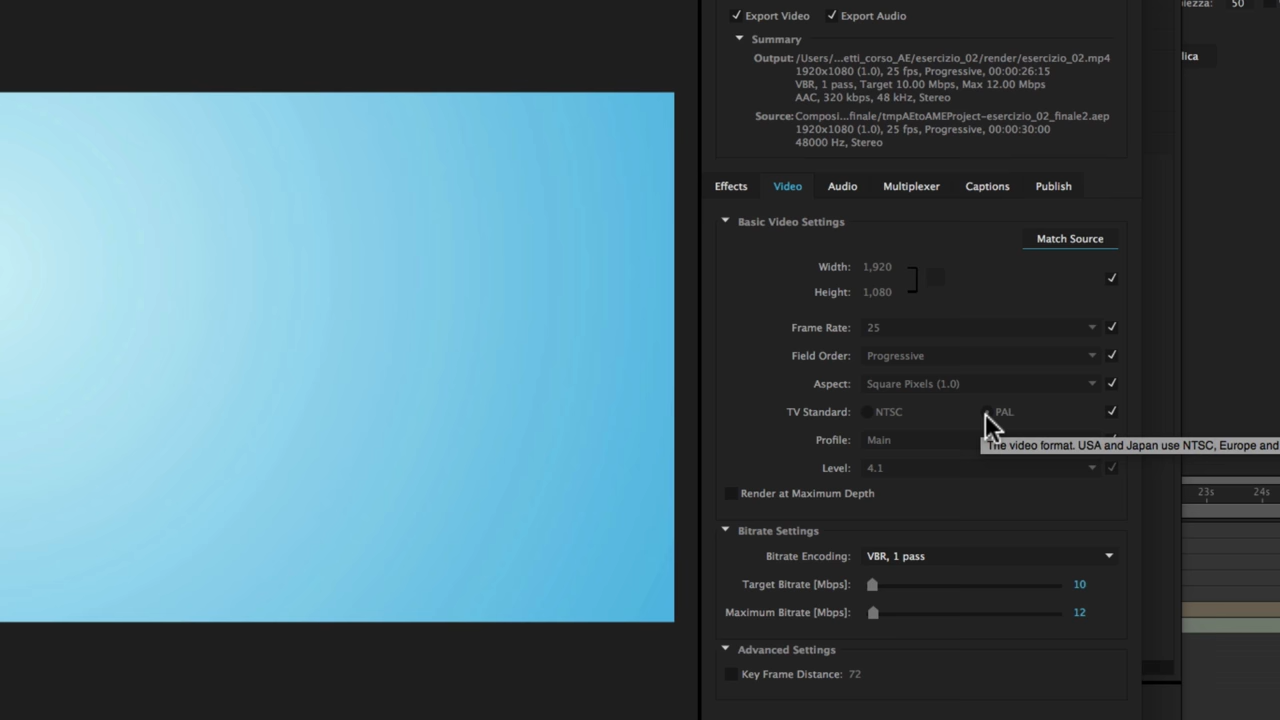 iezza: 50
Export Video Export Audio
Summary
lica
Output: /Users/...etti_corso_AE/esercizio_02/render/esercizio_02.mp4
1920x1080 (1.0), 25 fps, Progressive, 00:00:26:15
VBR, 1 pass, Target 10.00 Mbps, Max 12.00 Mbps
AAC, 320 kbps, 48 kHz, Stereo
Source: Composi...finale/tmpAEtoAMEProject-esercizio_02_finale2.aep
1920x1080 (1.0), 25 fps, Progressive, 00:00:30:00
48000 Hz, Stereo
Effects Video Audio Multiplexer Captions Publish
Basic Video Settings
Match Source
Width: 1,920
Height: 1,080
Frame Rate: 25
Field Order: Progressive
Aspect: Square Pixels (1.0)
TV Standard: NTSC PAL
Profile: Main
The video format. USA and Japan use NTSC, Europe and
Level: 4.1
Render at Maximum Depth
23s 24s
Bitrate Settings
Bitrate Encoding: VBR, 1 pass
Target Bitrate [Mbps]: 10
Maximum Bitrate [Mbps]: 12
Advanced Settings
Key Frame Distance: 72